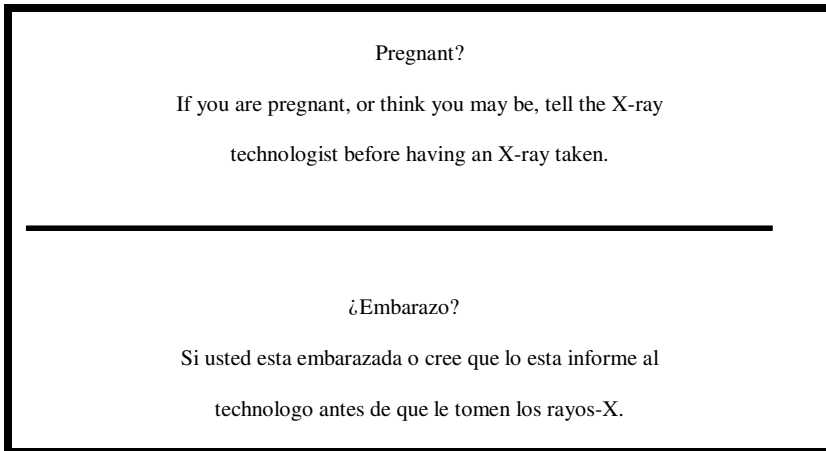 Pregnant?
If you are pregnant, or think you may be, tell the X-ray
technologist before having an X-ray taken.
¿Embarazo?
Si usted esta embarazada o cree que lo esta informe al
technologo antes de que le tomen los rayos-X.